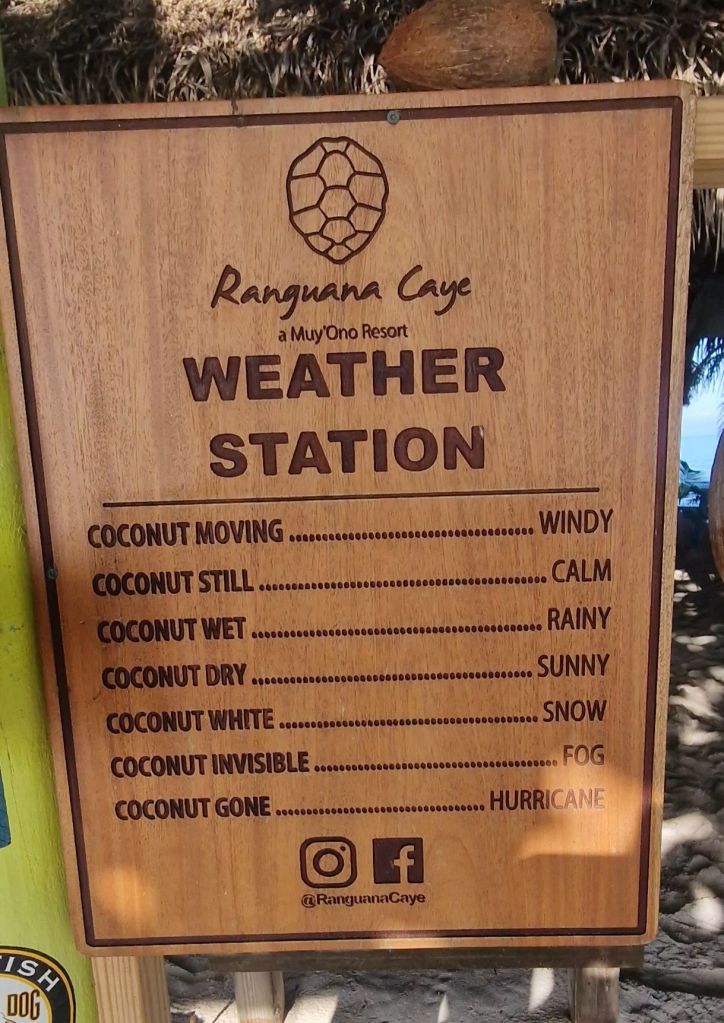 Ranguana Caye
a Muy'Ono Resort
WEATHER
STATION
COCONUT MOVING ........................................ WINDY
COCONUT STILL ............................................... CALM
COCONUT WET ............................................... RAINY
COCONUT DRY .............................................. SUNNY
COCONUT WHITE .......................................... SNOW
COCONUT INVISIBLE ....................................... FOG
COCONUT GONE .................................. HURRICANE
f
@RanguanaCaye
FISH
DOG